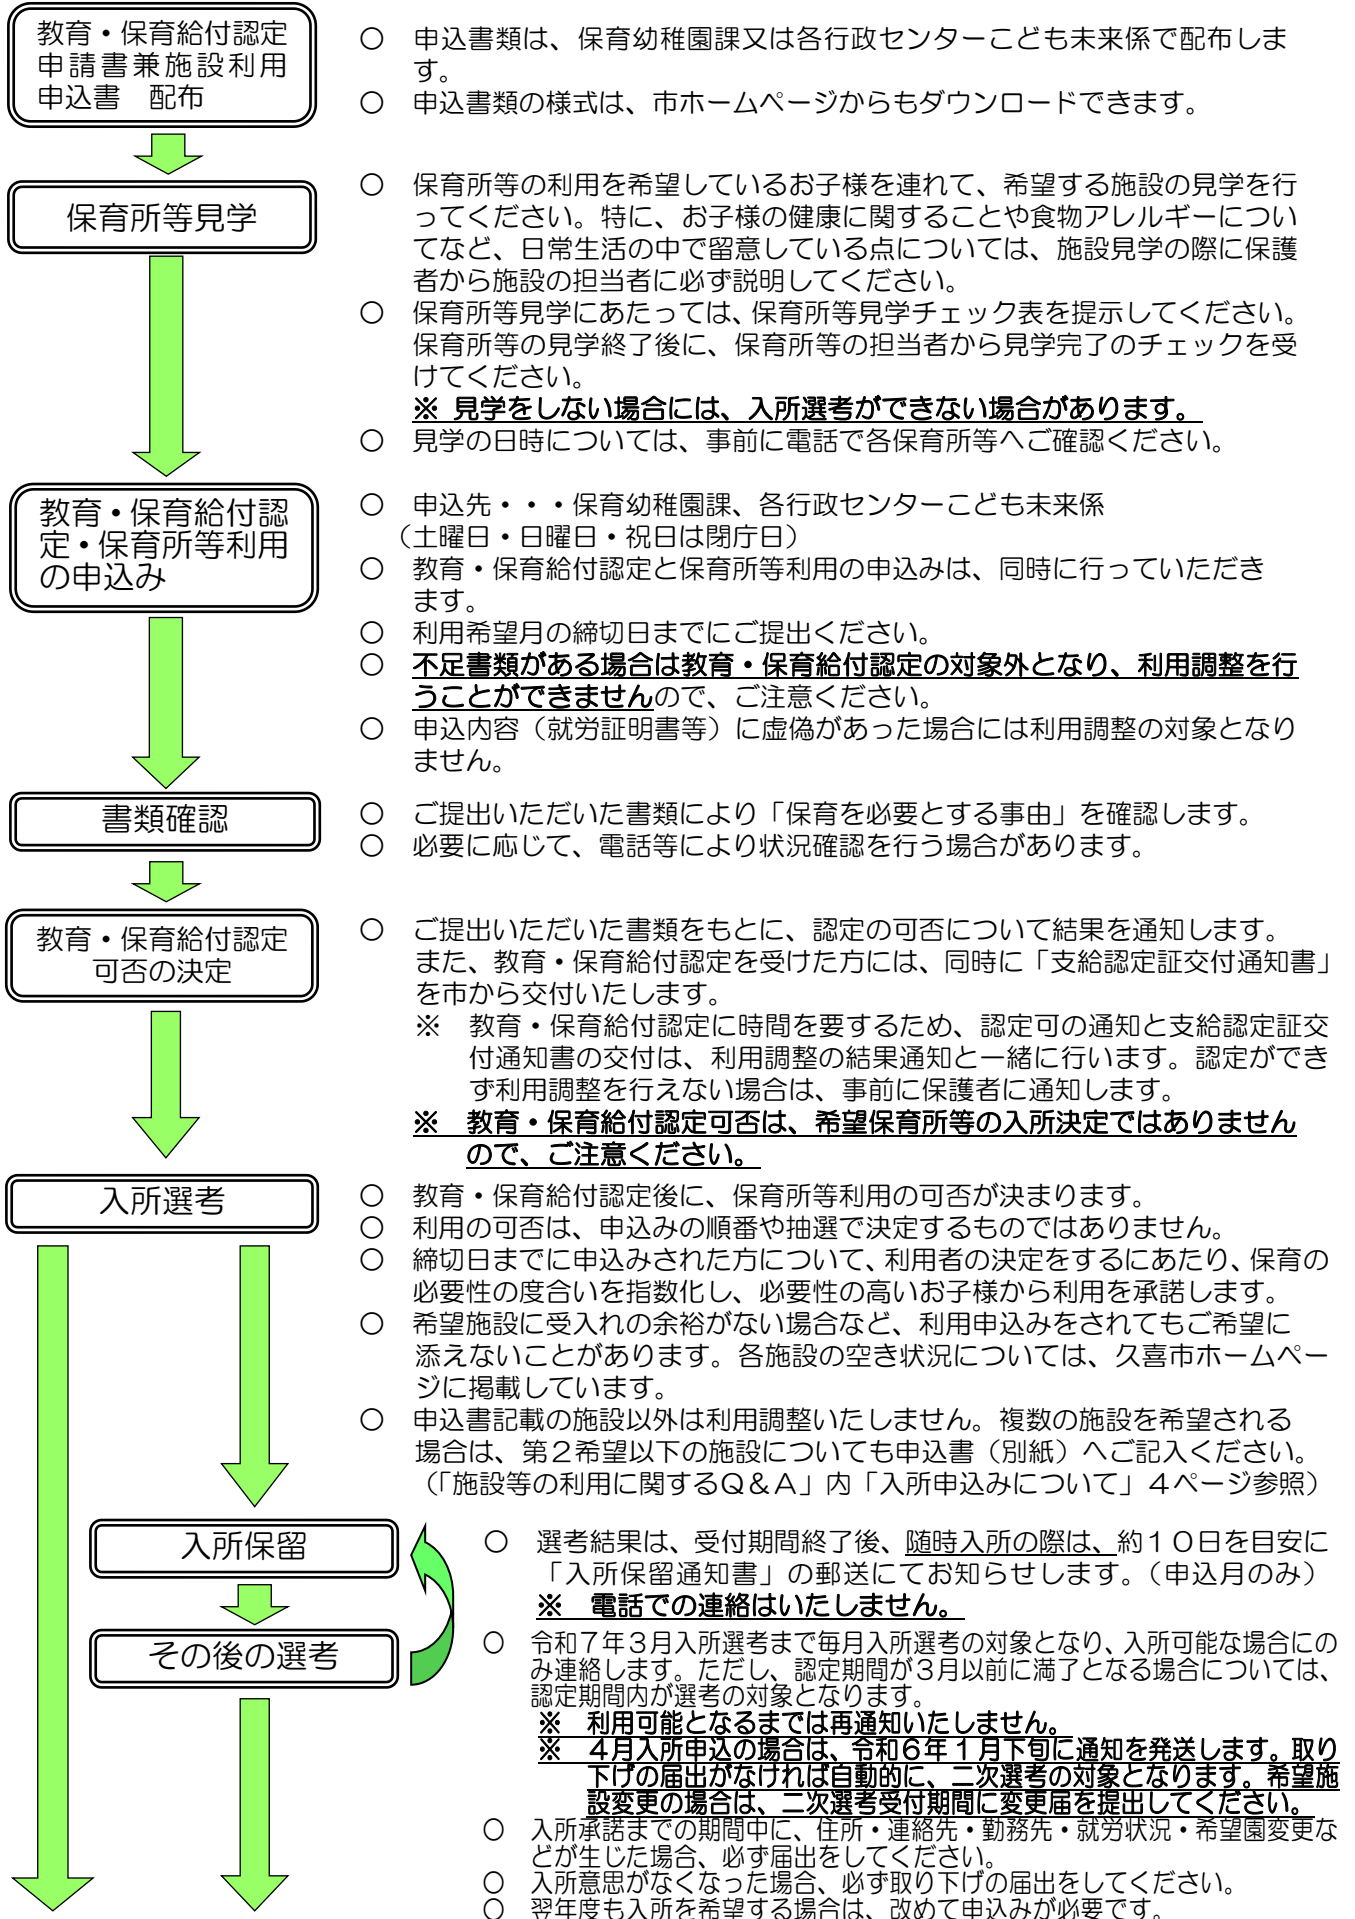 教育・保育給付認定
申請書兼施設利用
申込書　配布
○　申込書類は、保育幼稚園課又は各行政センターこども未来係で配布しま
す。
○　申込書類の様式は、市ホームページからもダウンロードできます。
保育所等見学
○　保育所等の利用を希望しているお子様を連れて、希望する施設の見学を行
ってください。特に、お子様の健康に関することや食物アレルギーについ
てなど、日常生活の中で留意している点については、施設見学の際に保護
者から施設の担当者に必ず説明してください。
○　保育所等見学にあたっては、保育所等見学チェック表を提示してください。
保育所等の見学終了後に、保育所等の担当者から見学完了のチェックを受
けてください。
※ 見学をしない場合には、入所選考ができない場合があります。
○　見学の日時については、事前に電話で各保育所等へご確認ください。
教育・保育給付認
定・保育所等利用
の申込み
○　申込先・・・保育幼稚園課、各行政センターこども未来係
（土曜日・日曜日・祝日は閉庁日）
○　教育・保育給付認定と保育所等利用の申込みは、同時に行っていただき
ます。
○　利用希望月の締切日までにご提出ください。
○　不足書類がある場合は教育・保育給付認定の対象外となり、利用調整を行
うことができませんので、ご注意ください。
○　申込内容（就労証明書等）に虚偽があった場合には利用調整の対象となり
ません。
書類確認
○　ご提出いただいた書類により「保育を必要とする事由」を確認します。
○　必要に応じて、電話等により状況確認を行う場合があります。
教育・保育給付認定
可否の決定
○　ご提出いただいた書類をもとに、認定の可否について結果を通知します。
また、教育・保育給付認定を受けた方には、同時に「支給認定証交付通知書」
を市から交付いたします。
※　教育・保育給付認定に時間を要するため、認定可の通知と支給認定証交
付通知書の交付は、利用調整の結果通知と一緒に行います。認定ができ
ず利用調整を行えない場合は、事前に保護者に通知します。
※　教育・保育給付認定可否は、希望保育所等の入所決定ではありません
ので、ご注意ください。
入所選考
○　教育・保育給付認定後に、保育所等利用の可否が決まります。
○　利用の可否は、申込みの順番や抽選で決定するものではありません。
○　締切日までに申込みされた方について、利用者の決定をするにあたり、保育の
必要性の度合いを指数化し、必要性の高いお子様から利用を承諾します。
○　希望施設に受入れの余裕がない場合など、利用申込みをされてもご希望に
添えないことがあります。各施設の空き状況については、久喜市ホームペー
ジに掲載しています。
○　申込書記載の施設以外は利用調整いたしません。複数の施設を希望される
場合は、第２希望以下の施設についても申込書（別紙）へご記入ください。
（「施設等の利用に関するＱ＆Ａ」内「入所申込みについて」４ページ参照）
入所保留
○　選考結果は、受付期間終了後、随時入所の際は、約１０日を目安に
「入所保留通知書」の郵送にてお知らせします。（申込月のみ）
※　電話での連絡はいたしません。
その後の選考
○　令和７年３月入所選考まで毎月入所選考の対象となり、入所可能な場合にの
み連絡します。ただし、認定期間が３月以前に満了となる場合については、
認定期間内が選考の対象となります。
※　利用可能となるまでは再通知いたしません。
※　４月入所申込の場合は、令和６年１月下旬に通知を発送します。取り
下げの届出がなければ自動的に、二次選考の対象となります。希望施
設変更の場合は、二次選考受付期間に変更届を提出してください。
○　入所承諾までの期間中に、住所・連絡先・勤務先・就労状況・希望園変更な
どが生じた場合、必ず届出をしてください。
○　入所意思がなくなった場合、必ず取り下げの届出をしてください。
○　翌年度も入所を希望する場合は、改めて申込みが必要です。